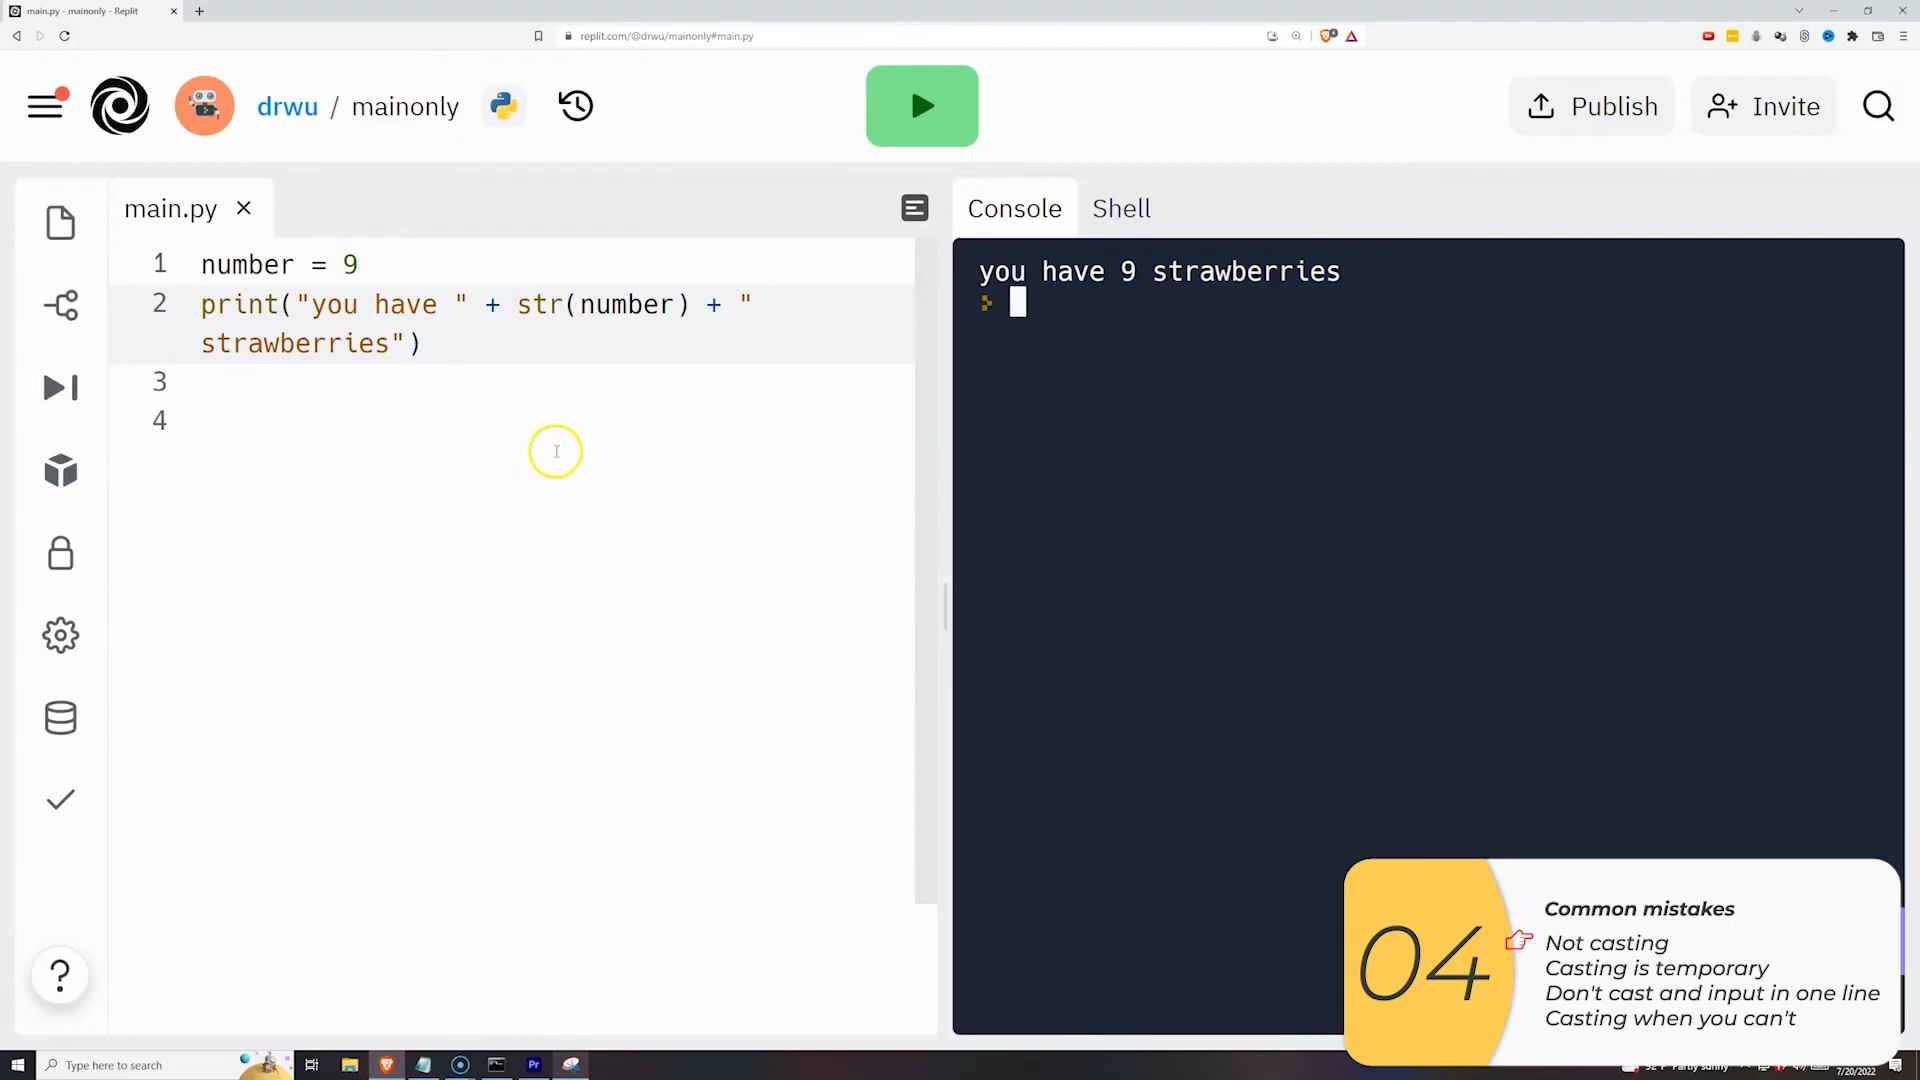 main.py - mainonly - Replit
replit.com/@drwu/mainonly#main.py
drwu / mainonly
Publish
Invite
main.py
Console
Shell
1 number = 9
2 print("you have " + str(number) + "
strawberries")
3
4
you have 9 strawberries
04
Common mistakes
Not casting
Casting is temporary
Don't cast and input in one line
Casting when you can't
?
Type here to search
Pr
7/20/2022